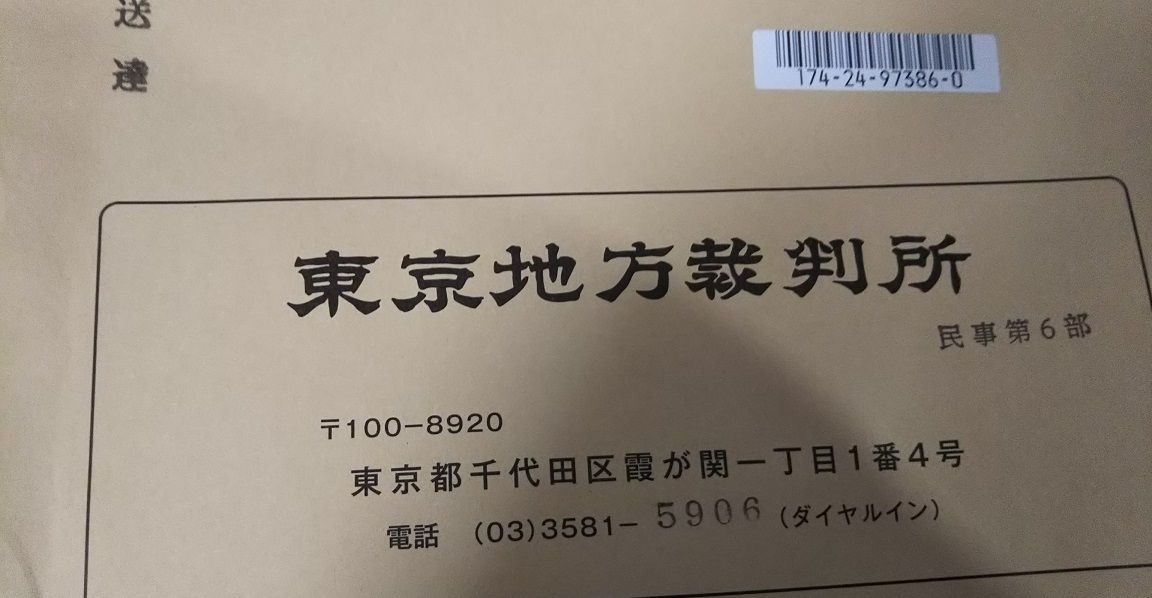 送達
174-24-97386-0
東京地方裁判所
民事第6部
〒100-8920
東京都千代田区霞が関一丁目1番4号
電話 (03)3581-5906(ダイヤルイン)